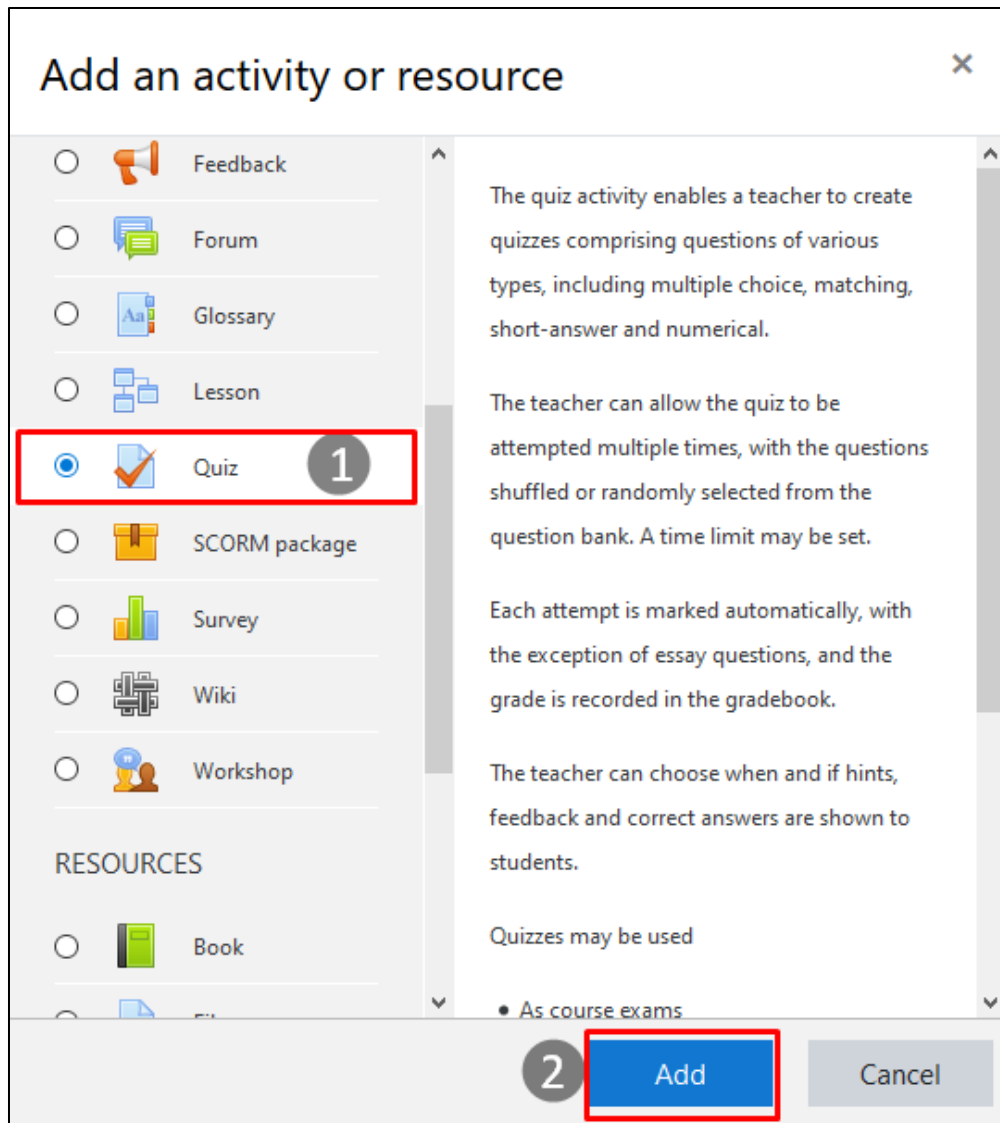 Add an activity or resource
×
Feedback
Forum
Aa
Glossary
Lesson
Quiz
1
SCORM package
Survey
Wiki
Workshop
RESOURCES
Book
The quiz activity enables a teacher to create
quizzes comprising questions of various
types, including multiple choice, matching,
short-answer and numerical.
The teacher can allow the quiz to be
attempted multiple times, with the questions
shuffled or randomly selected from the
question bank. A time limit may be set.
Each attempt is marked automatically, with
the exception of essay questions, and the
grade is recorded in the gradebook.
The teacher can choose when and if hints,
feedback and correct answers are shown to
students.
Quizzes may be used
• As course exams
2
Add
Cancel